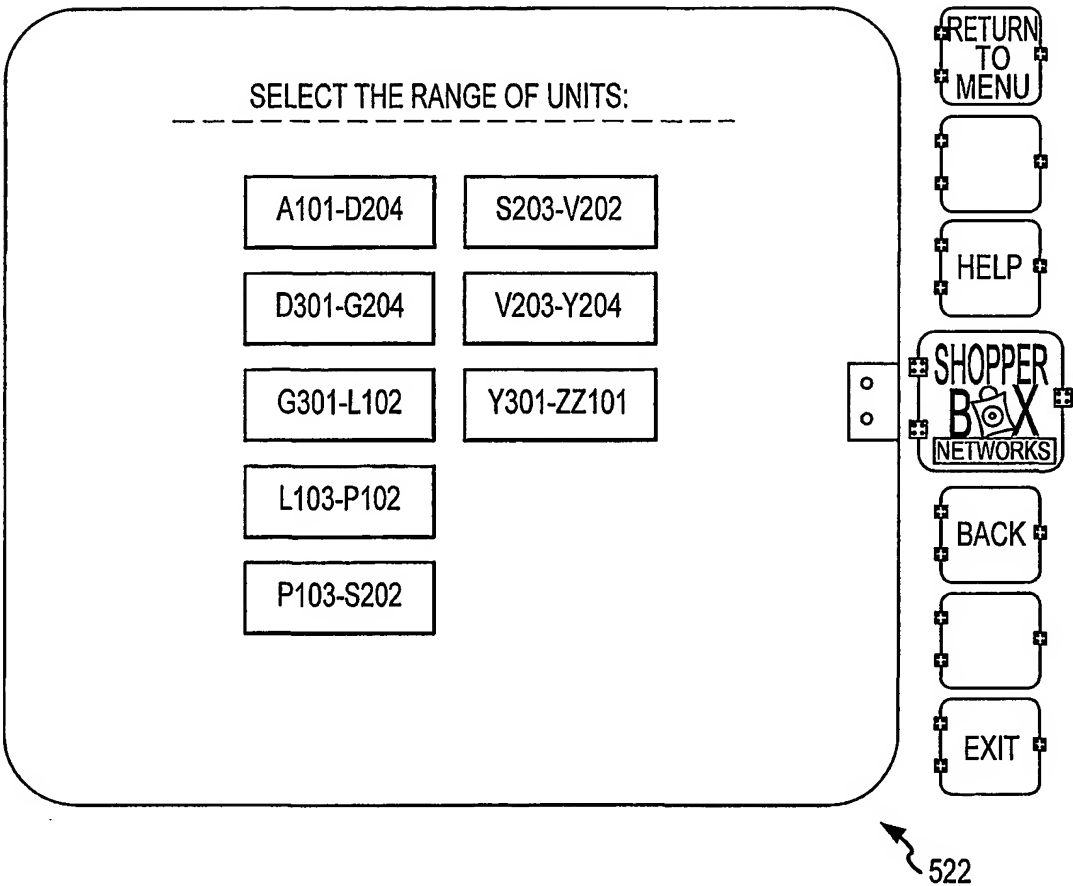 SELECT THE RANGE OF UNITS:
A101-D204
S203-V202
D301-G204
V203-Y204
G301-L102
Y301-ZZ101
L103-P102
P103-S202
RETURN
TO
MENU
HELP
SHOPPER
BOX
NETWORKS
BACK
EXIT
522